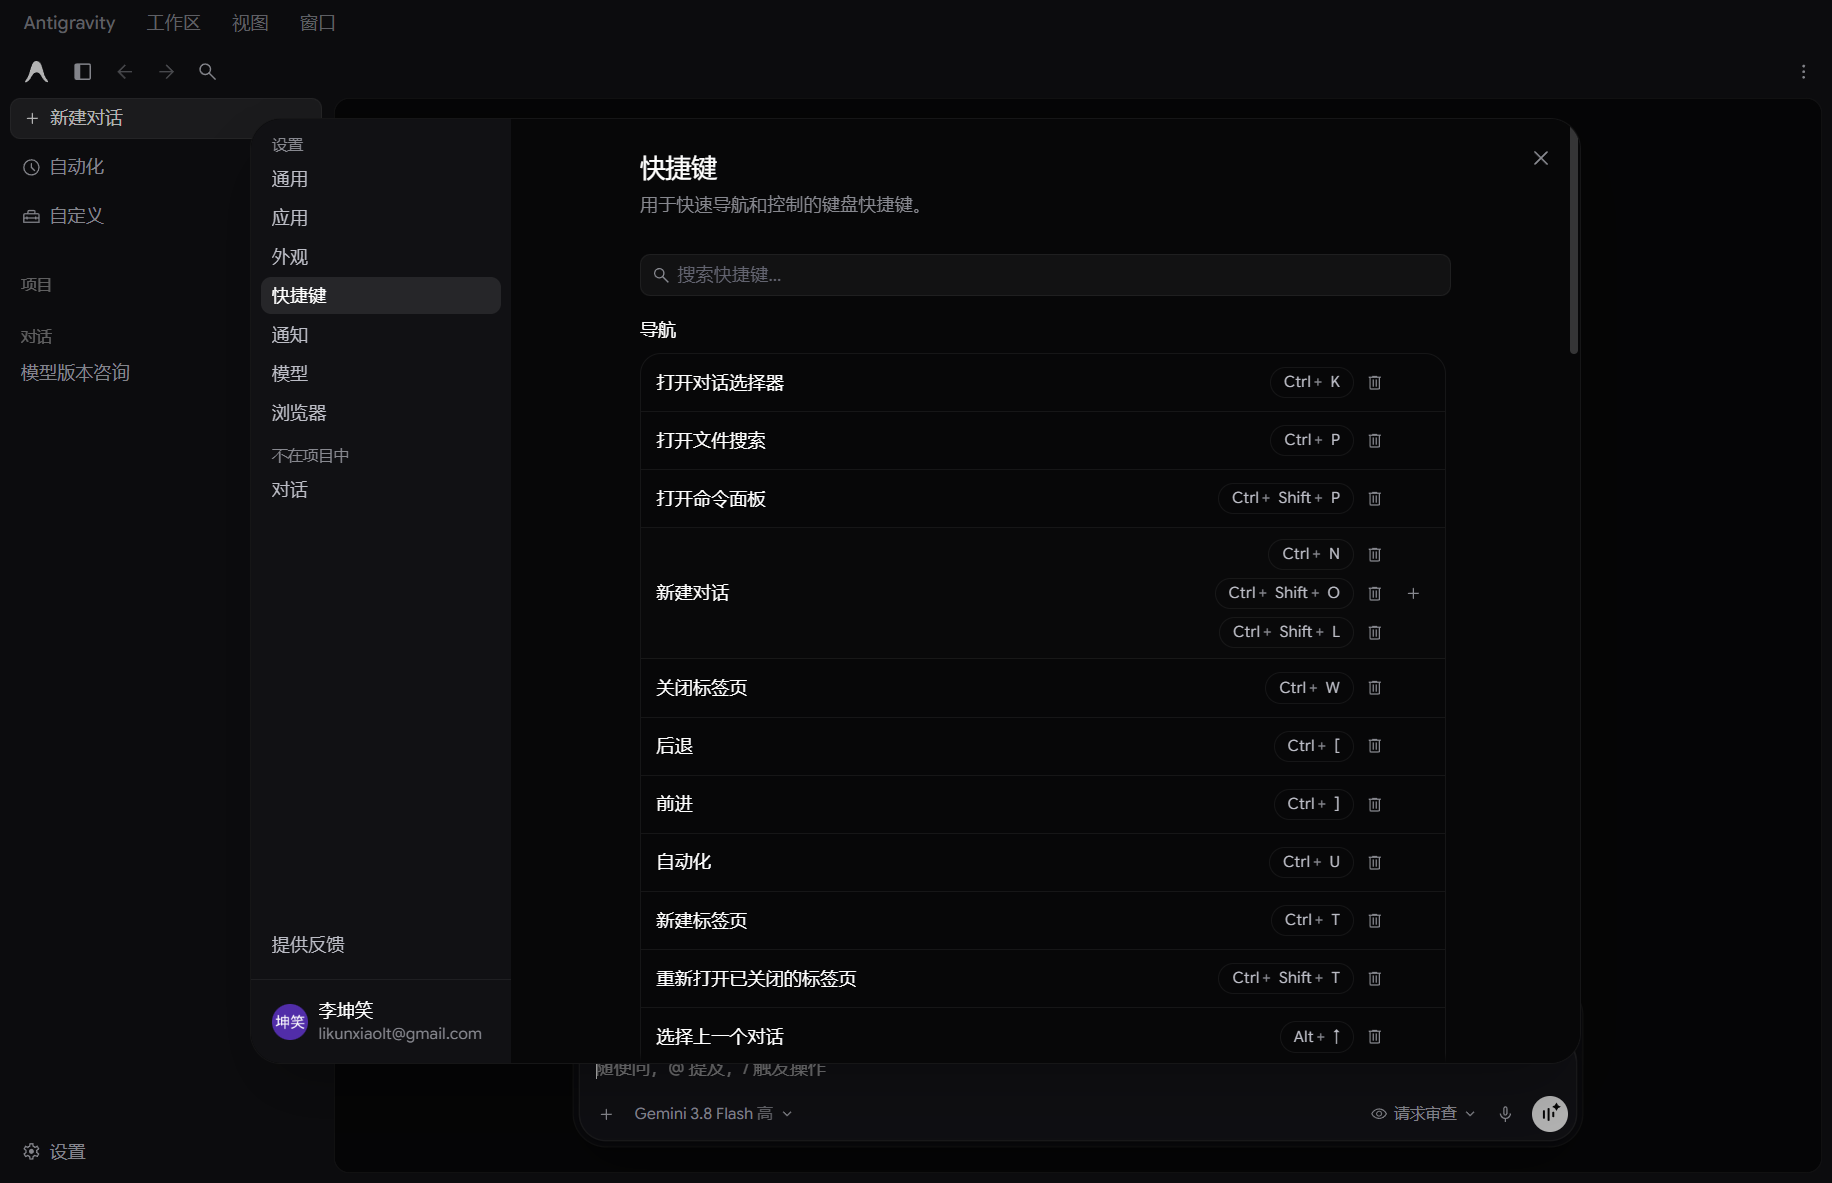 Antigravity 工作区 视图 窗口
新建对话
自动化
自定义
项目
对话
模型版本咨询
设置
设置
通用
应用
外观
快捷键
通知
模型
浏览器
不在项目中
对话
提供反馈
坤笑
李坤笑
likunxiaolt@gmail.com
快捷键
用于快速导航和控制的键盘快捷键。
搜索快捷键...
导航
打开对话选择器 Ctrl+ K
打开文件搜索 Ctrl+ P
打开命令面板 Ctrl+ Shift+ P
新建对话
Ctrl+ N
Ctrl+ Shift+ O
Ctrl+ Shift+ L
关闭标签页 Ctrl+ W
后退 Ctrl+ [
前进 Ctrl+ ]
自动化 Ctrl+ U
新建标签页 Ctrl+ T
重新打开已关闭的标签页 Ctrl+ Shift+ T
选择上一个对话 Alt+ ↑
随便问，@ 提及，/ 触发操作
Gemini 3.8 Flash 高 请求审查